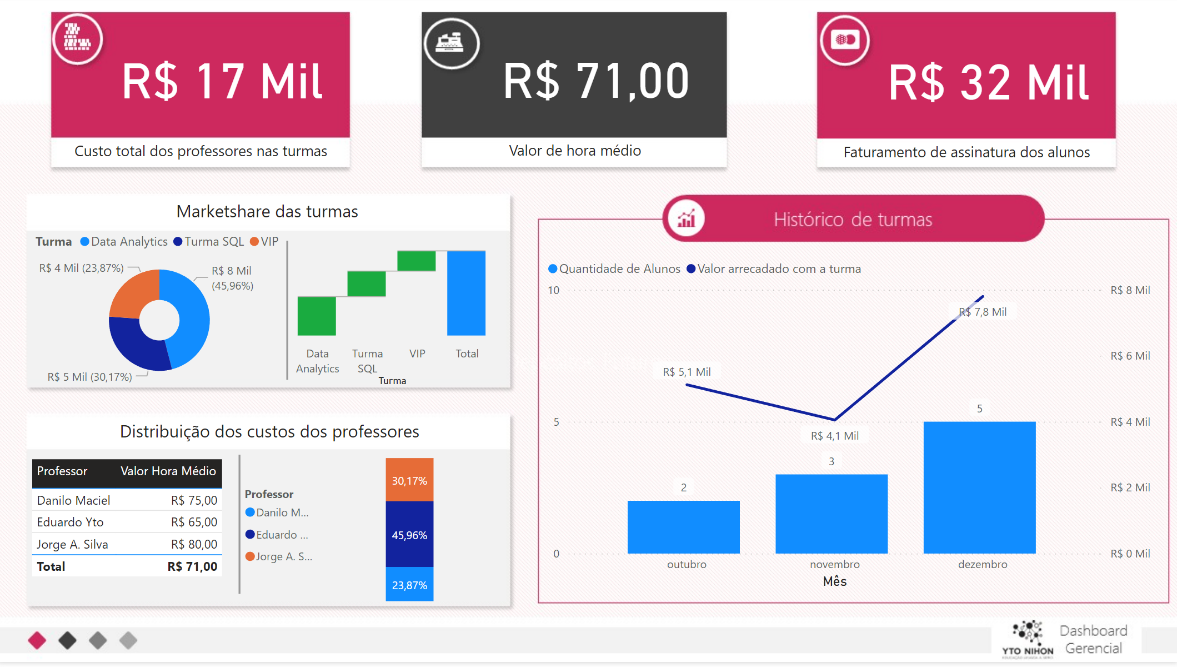 R$ 17 Mil
Custo total dos professores nas turmas
R$ 71,00
Valor de hora médio
R$ 32 Mil
Faturamento de assinatura dos alunos
Marketshare das turmas
Turma Data Analytics Turma SQL VIP
R$ 4 Mil (23,87%)
R$ 8 Mil
(45,96%)
R$ 5 Mil (30,17%)
Data
Analytics
Turma
SQL
VIP
Total
Turma
Distribuição dos custos dos professores
Professor Valor Hora Médio
Danilo Maciel R$ 75,00
Eduardo Yto R$ 65,00
Jorge A. Silva R$ 80,00
Total R$ 71,00
Professor
Danilo M...
Eduardo ...
Jorge A. S...
30,17%
45,96%
23,87%
Histórico de turmas
Quantidade de Alunos Valor arrecadado com a turma
10
5
0
R$ 8 Mil
R$ 6 Mil
R$ 4 Mil
R$ 2 Mil
R$ 0 Mil
R$ 5,1 Mil
R$ 4,1 Mil
R$ 7,8 Mil
2
3
5
outubro
novembro
dezembro
Mês
YTO NIHON
Dashboard
Gerencial